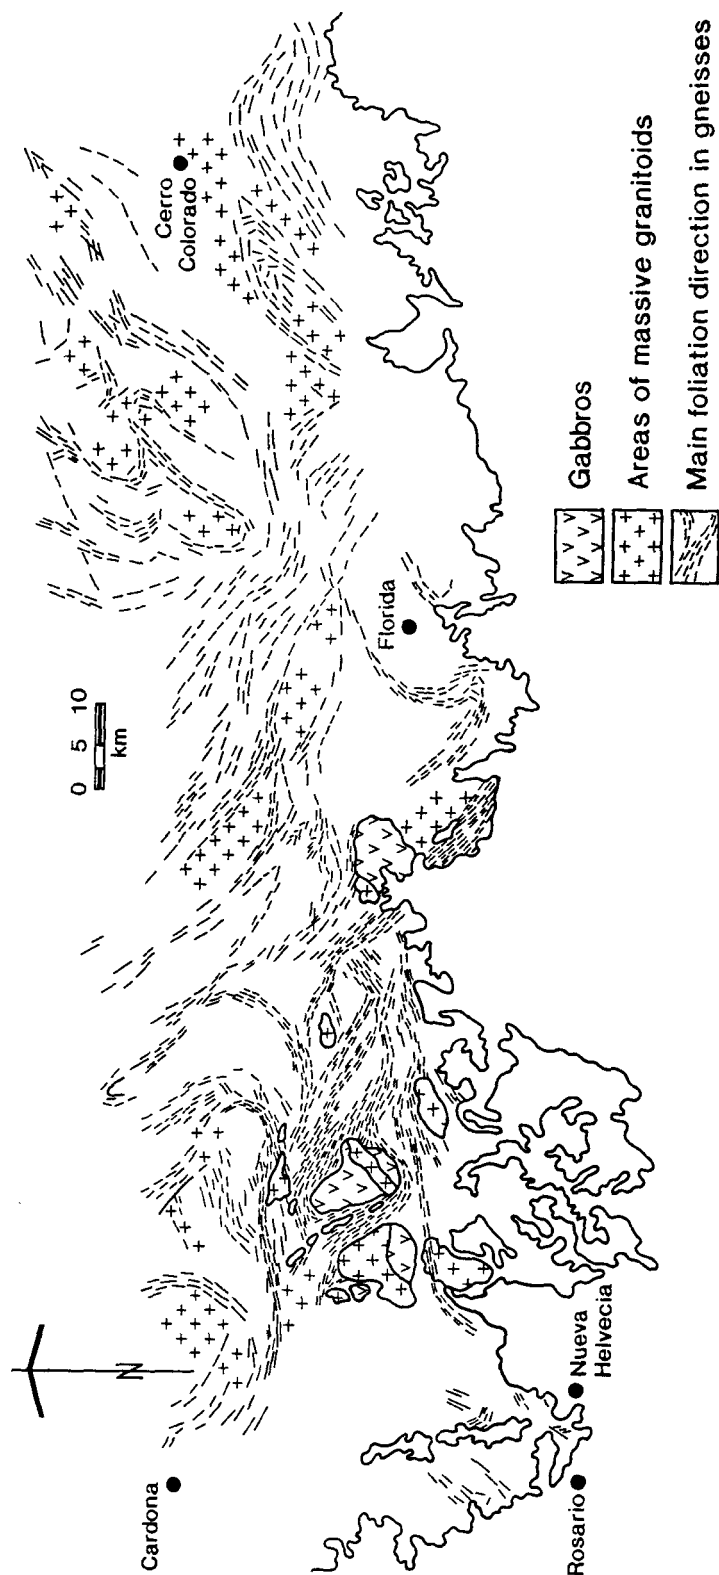 Cerro
Colorado
0 5 10
km
Florida
N
Cardona
Nueva
Helvecia
Rosario
Gabbros
Areas of massive granitoids
Main foliation direction in gneisses